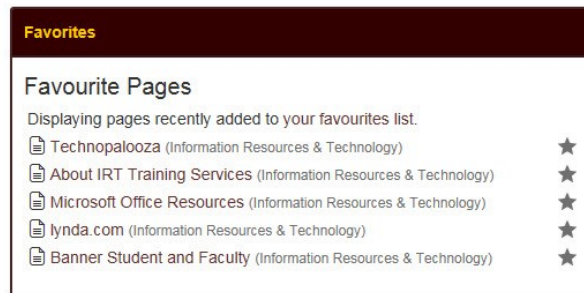 Favorites
Favourite Pages
Displaying pages recently added to your favourites list.
Technopalooza (Information Resources & Technology)
About IRT Training Services (Information Resources & Technology)
Microsoft Office Resources (Information Resources & Technology)
lynda.com (Information Resources & Technology)
Banner Student and Faculty (Information Resources & Technology)